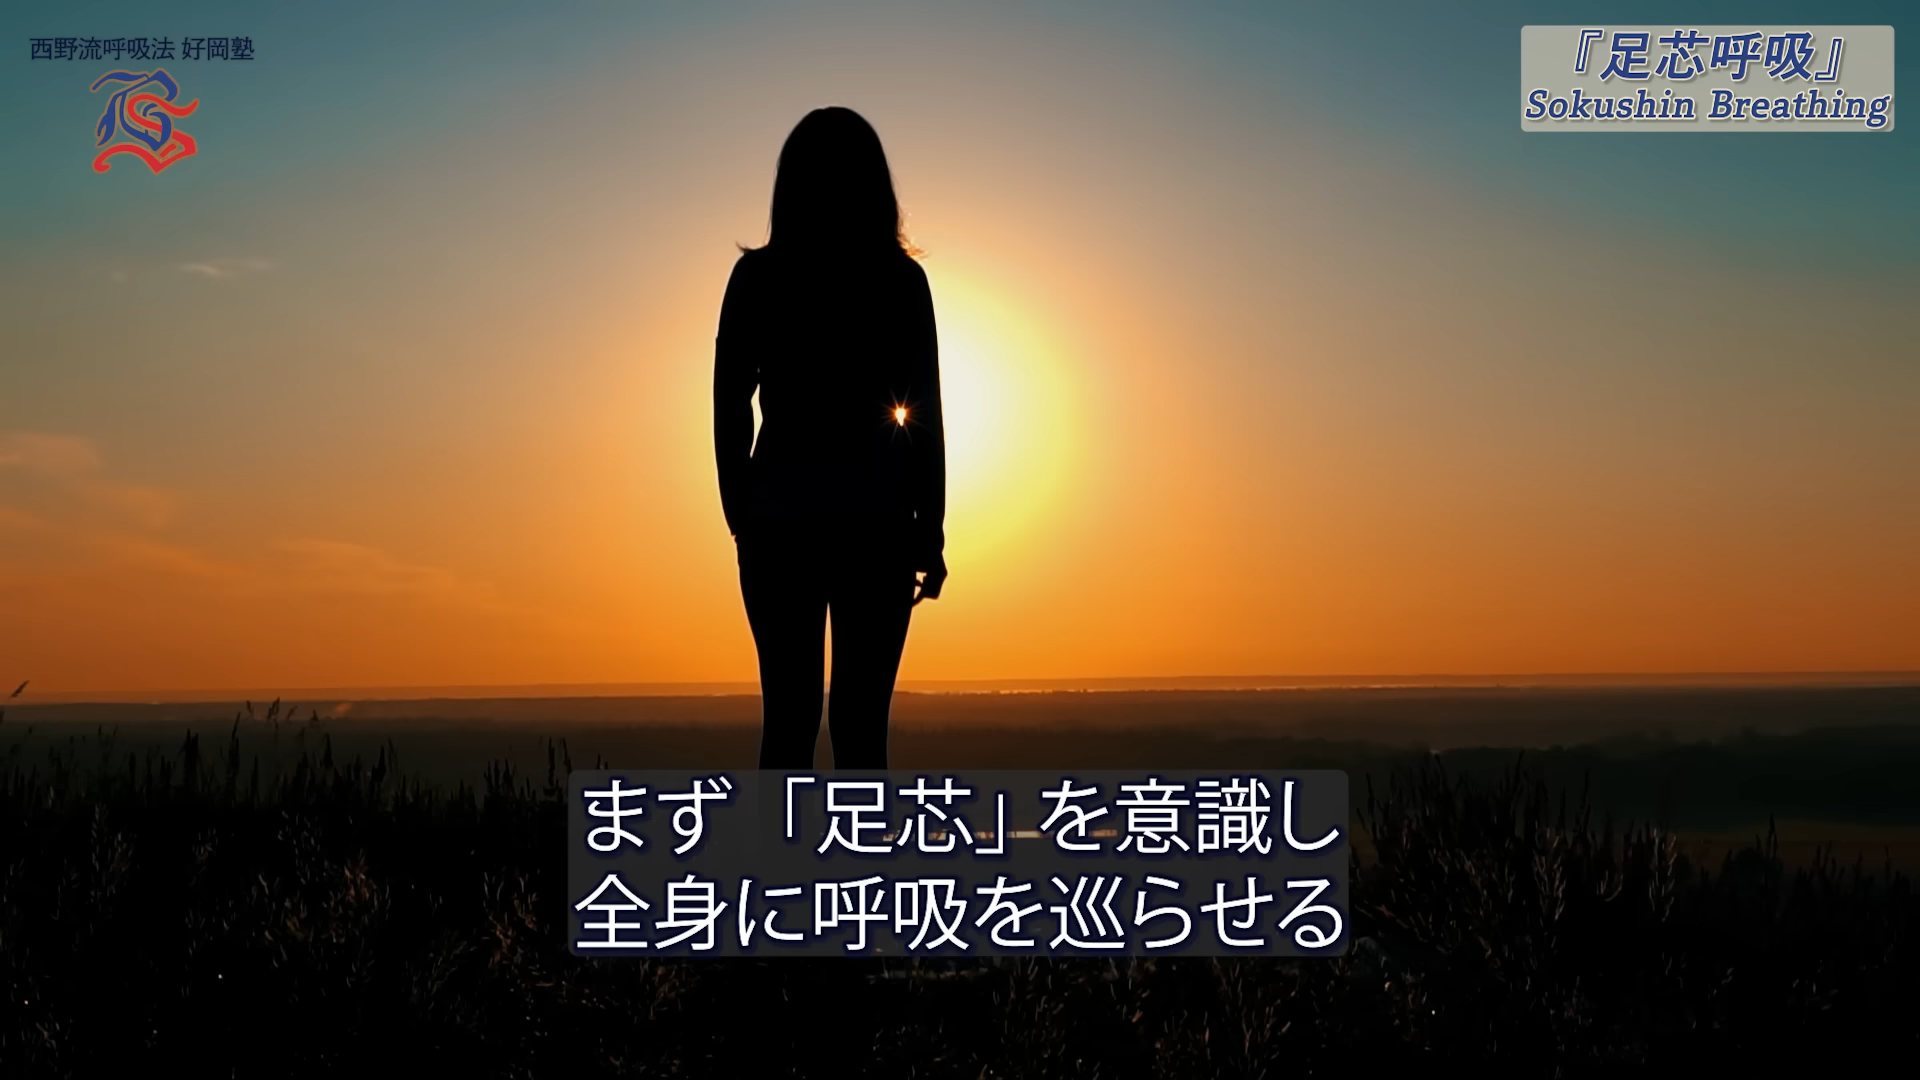 西野流呼吸法 好岡塾
『足芯呼吸』
Sokushin Breathing
まず「足芯」を意識し
全身に呼吸を巡らせる